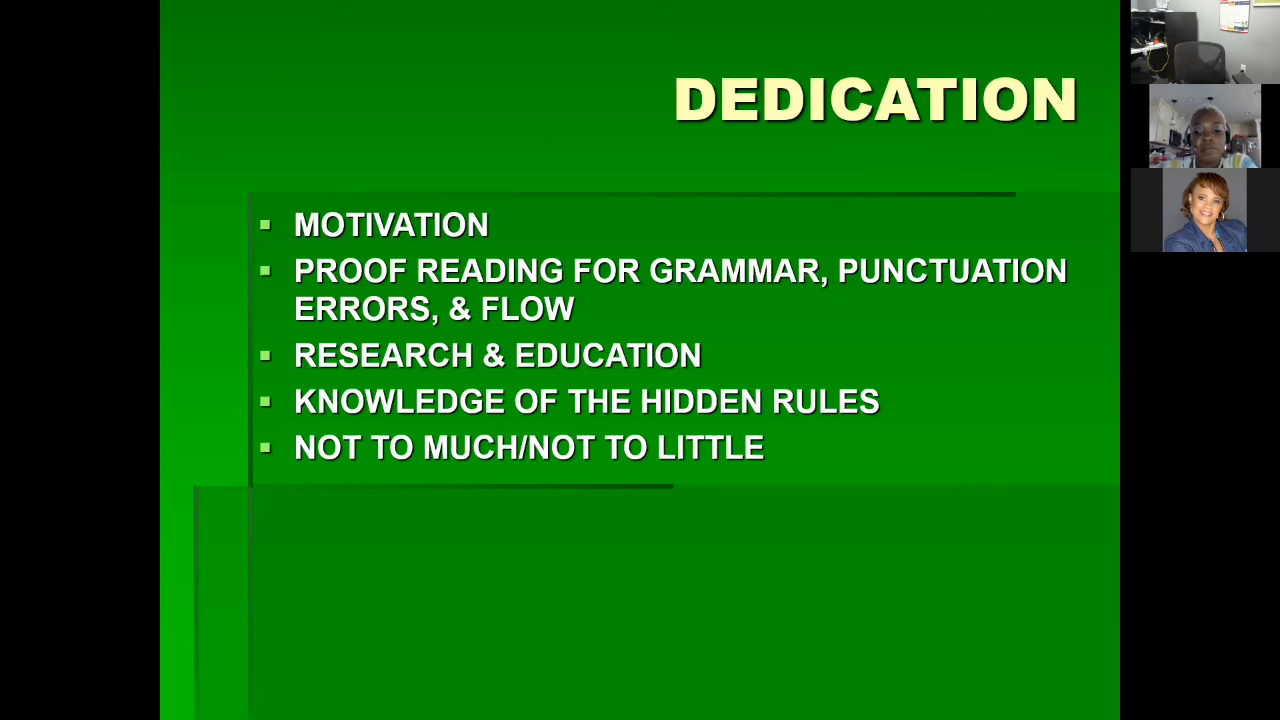 DEDICATION
MOTIVATION
PROOF READING FOR GRAMMAR, PUNCTUATION
ERRORS, & FLOW
RESEARCH & EDUCATION
KNOWLEDGE OF THE HIDDEN RULES
NOT TO MUCH/NOT TO LITTLE